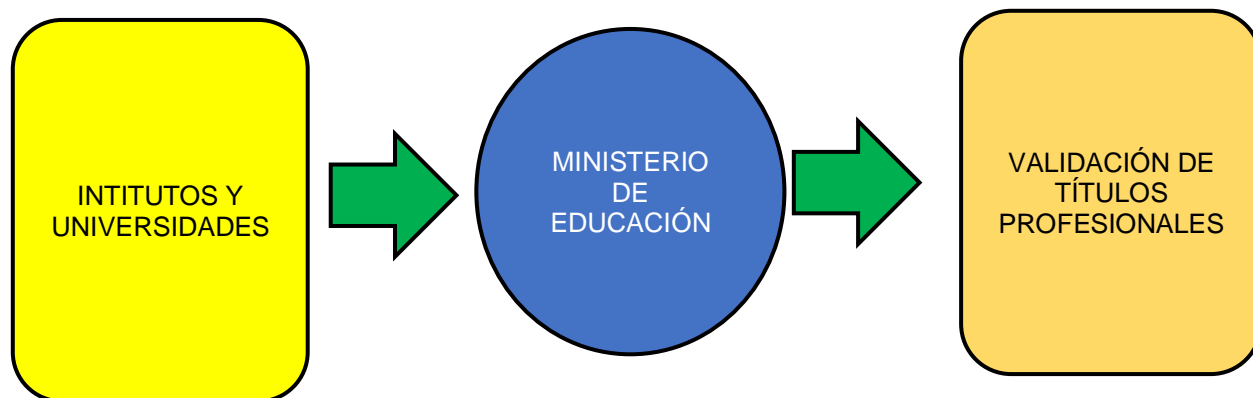 INTITUTOS Y
UNIVERSIDADES
MINISTERIO
DE
EDUCACIÓN
VALIDACIÓN DE
TÍTULOS
PROFESIONALES